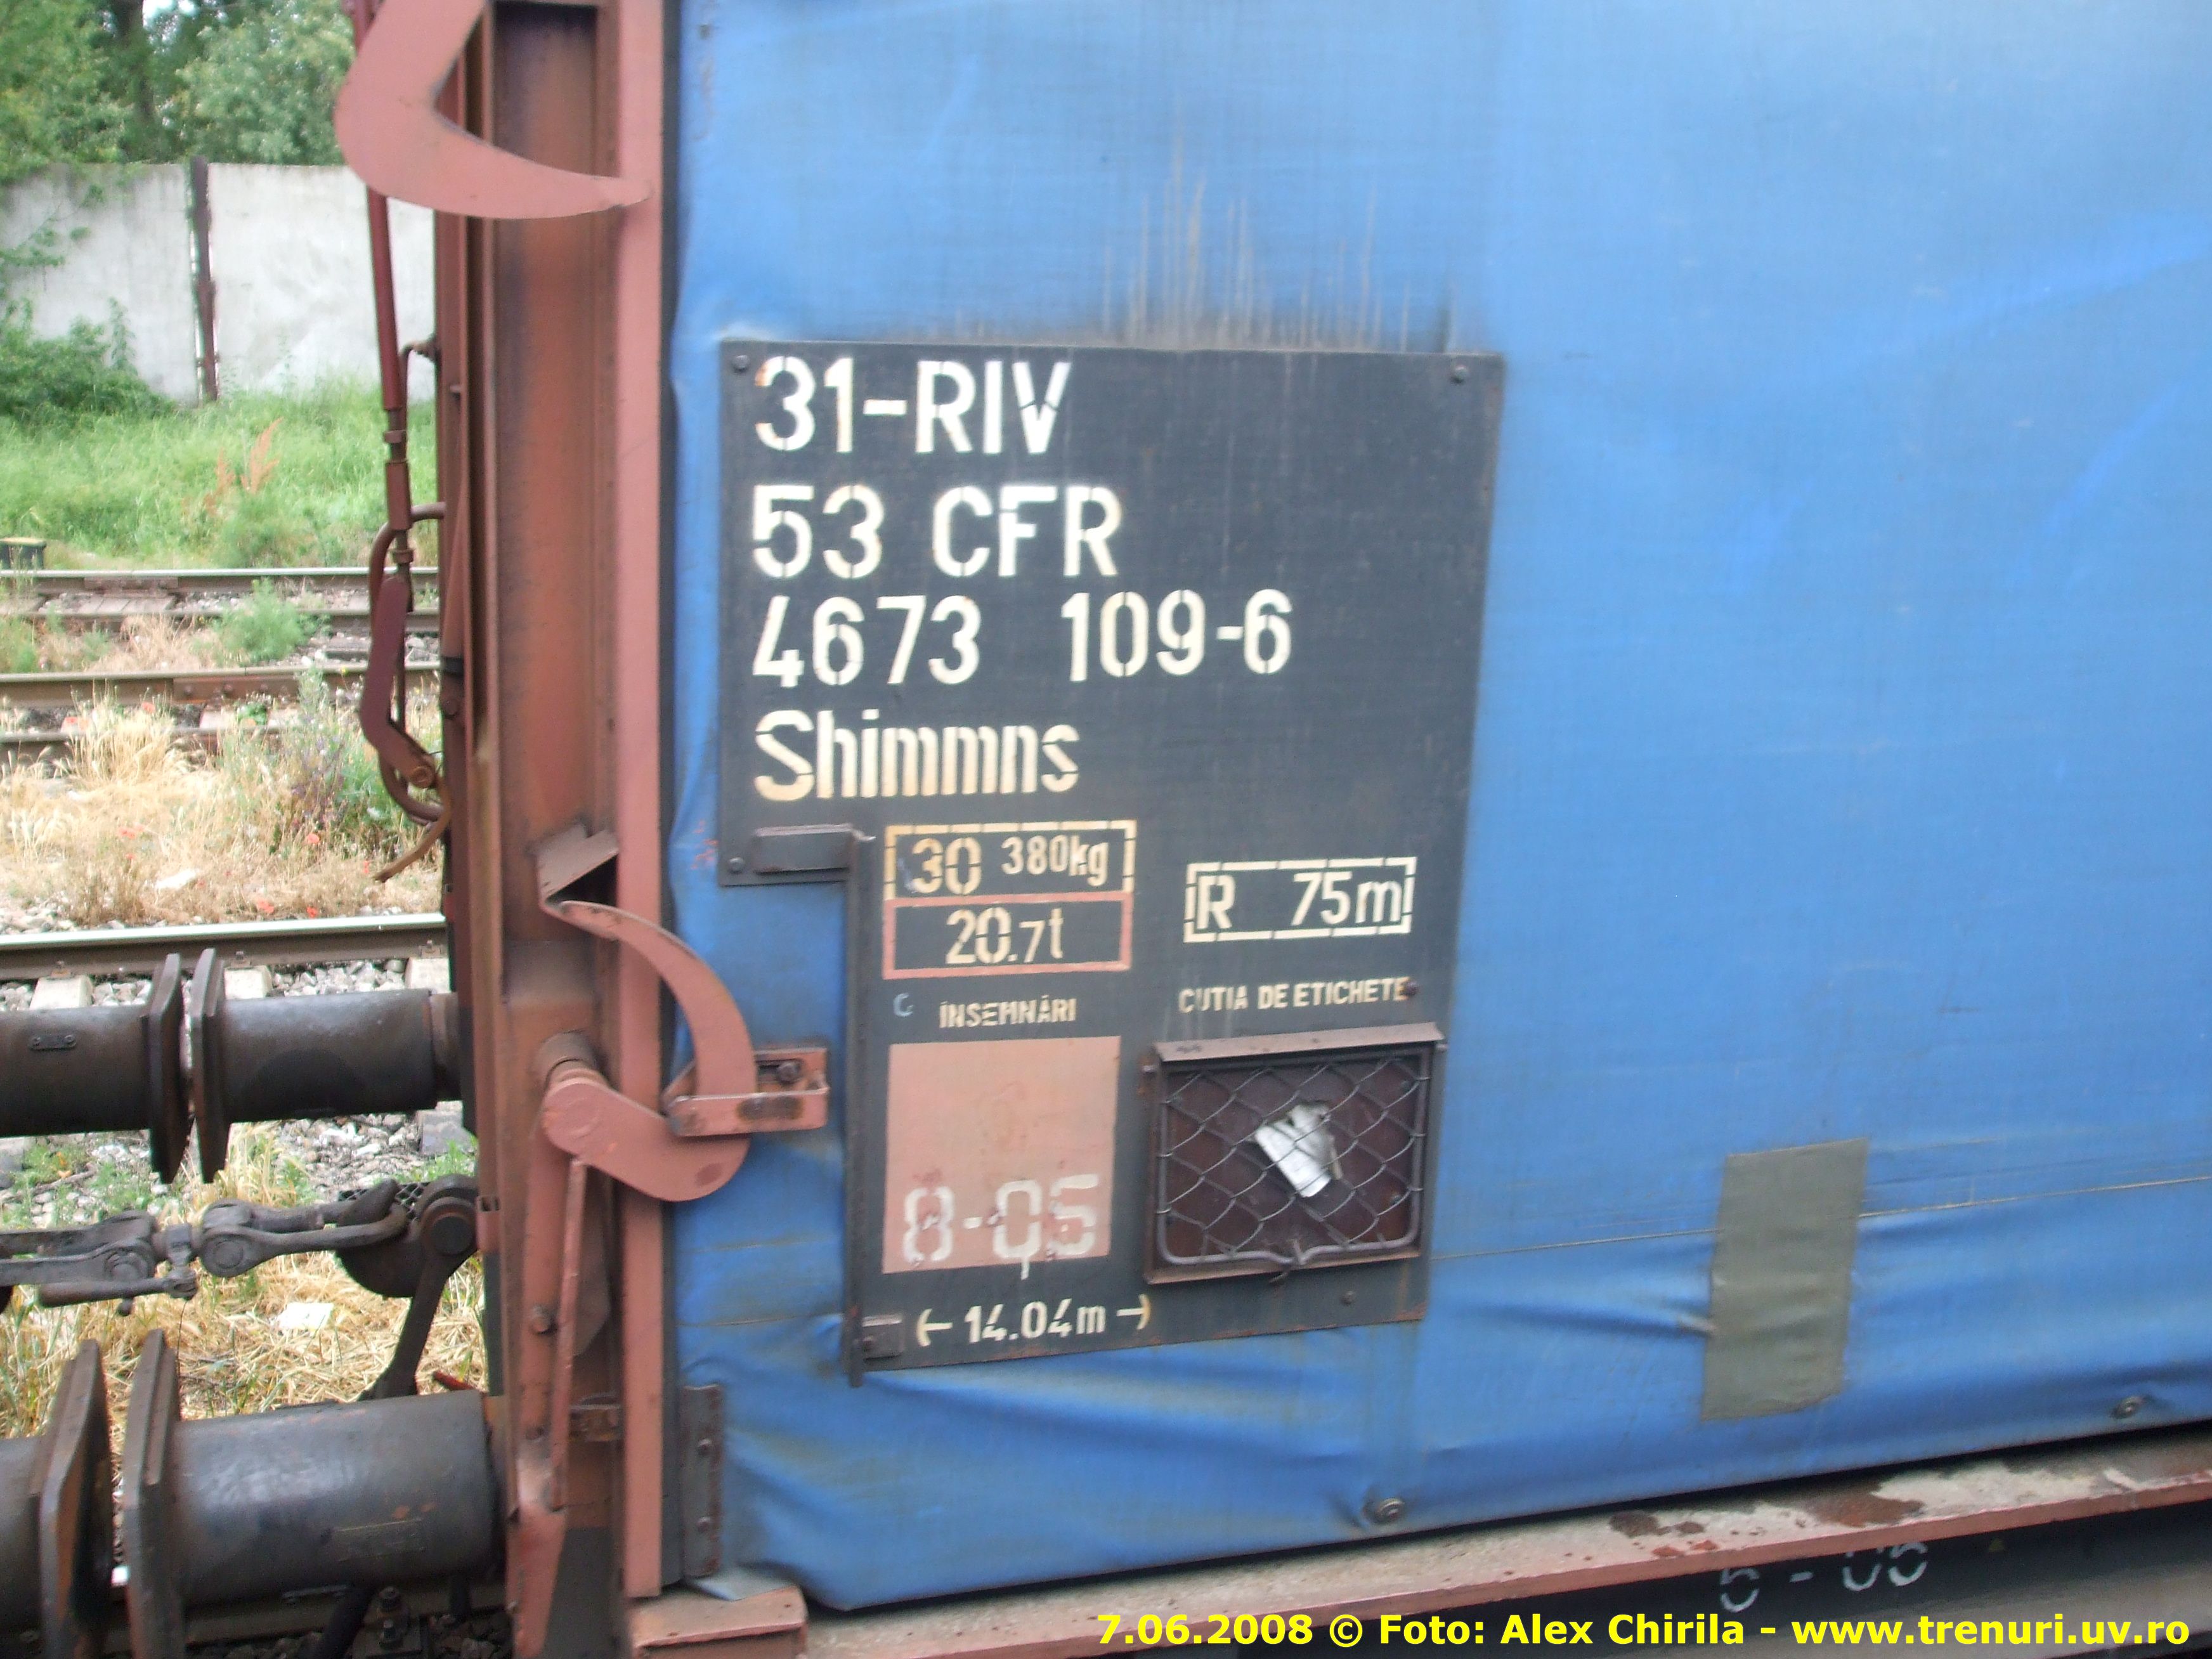 31-RIV
53 CFR
4673 109-6
Shimmns
30 380kg
20.7t
R 75m
ÎNSEMNĂRI
CUTIA DE ETICHETE
8-05
← 14.04m →
7.06.2008 © Foto: Alex Chirila - www.trenuri.uv.ro